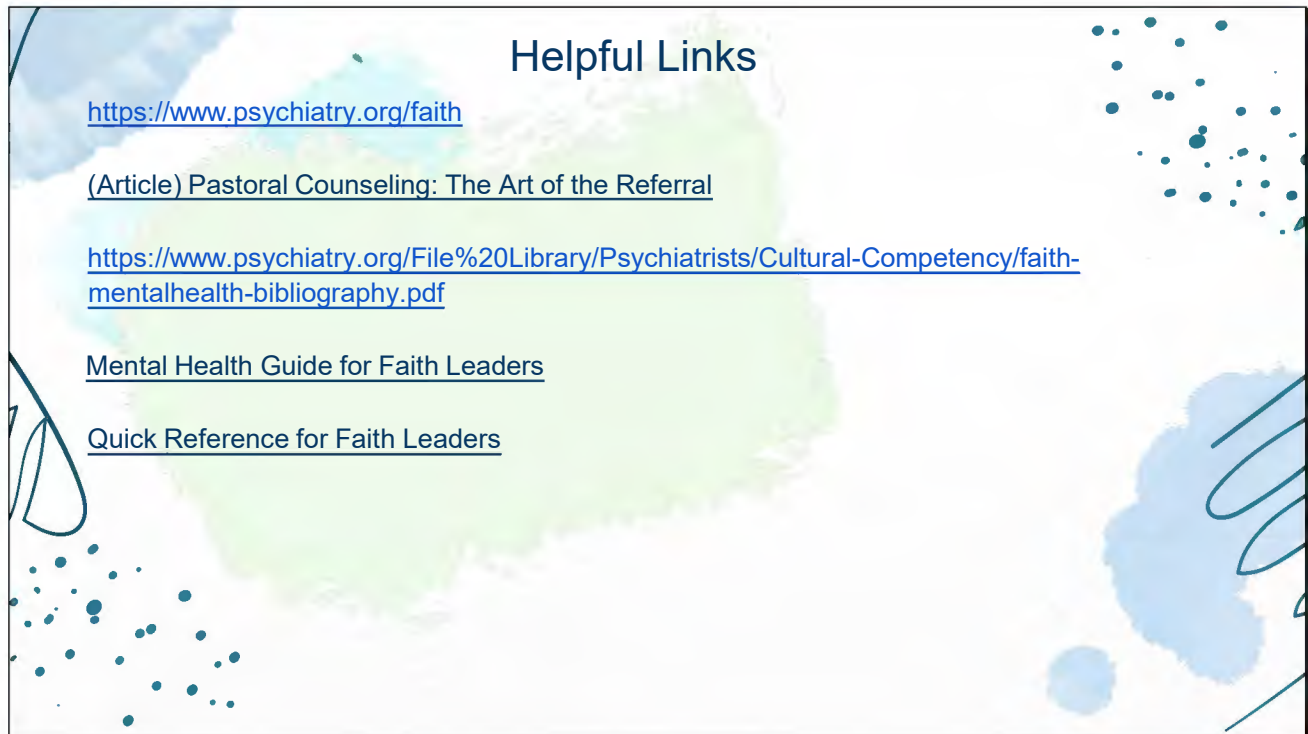 Helpful Links
https://www.psychiatry.org/faith
(Article) Pastoral Counseling: The Art of the Referral
https://www.psychiatry.org/File%20Library/Psychiatrists/Cultural-Competency/faith-
mentalhealth-bibliography.pdf
Mental Health Guide for Faith Leaders
Quick Reference for Faith Leaders